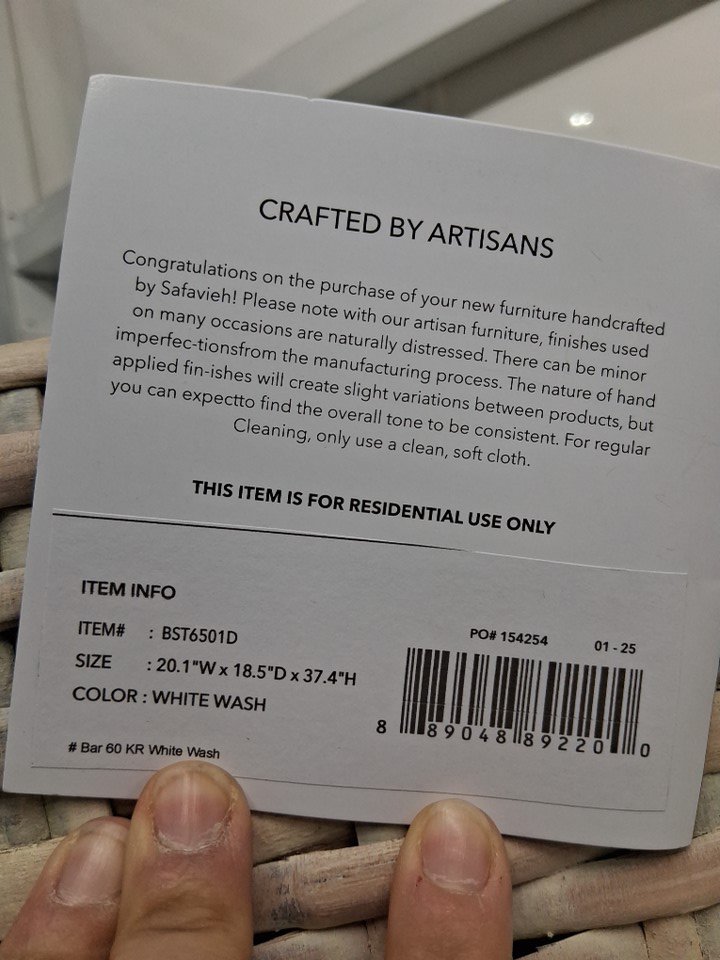 CRAFTED BY ARTISANS
Congratulations on the purchase of your new furniture handcrafted
by Safavieh! Please note with our artisan furniture, finishes used
on many occasions are naturally distressed. There can be minor
imperfec-tionsfrom the manufacturing process. The nature of hand
applied fin-ishes will create slight variations between products, but
you can expectto find the overall tone to be consistent. For regular
Cleaning, only use a clean, soft cloth.
THIS ITEM IS FOR RESIDENTIAL USE ONLY
ITEM INFO
ITEM# : BST6501D
SIZE : 20.1"W x 18.5"D x 37.4"H
COLOR : WHITE WASH
# Bar 60 KR White Wash
PO# 154254 01 - 25
8 89048 89220 0